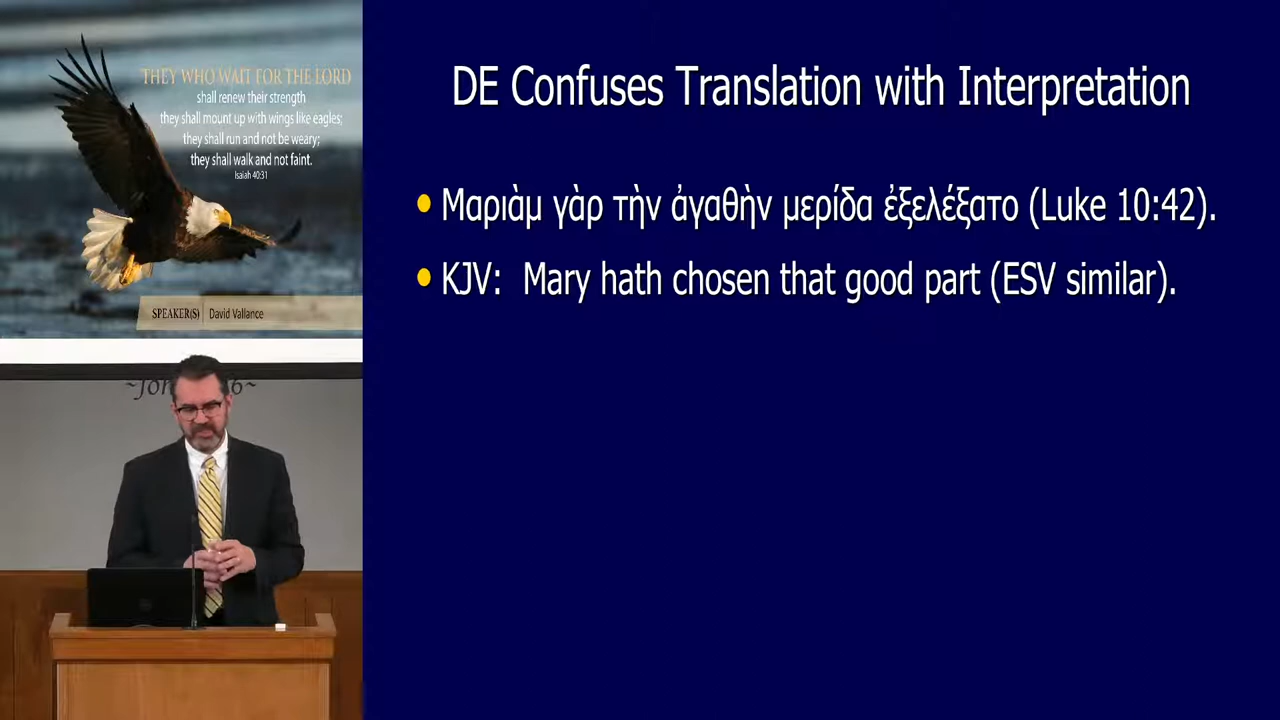 THEY WHO WAIT FOR THE LORD
shall renew their strength
they shall mount up with wings like eagles;
they shall run and not be weary;
they shall walk and not faint.
Isaiah 40:31
SPEAKER(S) David Vallance
DE Confuses Translation with Interpretation
• Μαριὰμ γὰρ τὴν ἀγαθὴν μερίδα ἐξελέξατο (Luke 10:42).
• KJV: Mary hath chosen that good part (ESV similar).